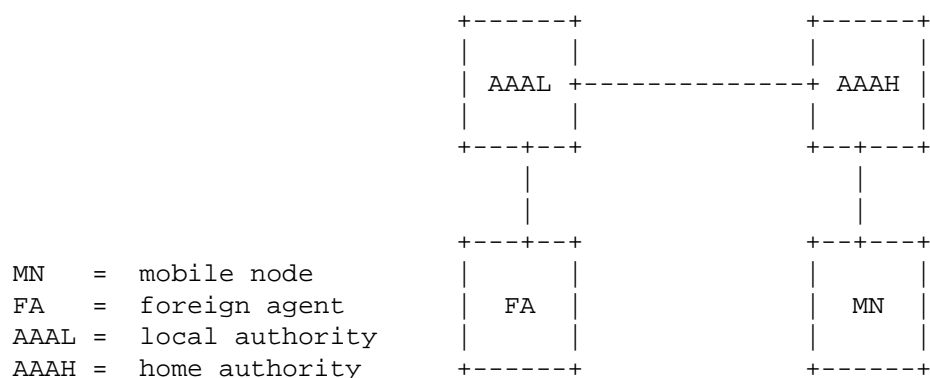 AAAL AAAH
MN = mobile node
FA = foreign agent FA MN
AAAL = local authority
AAAH = home authority